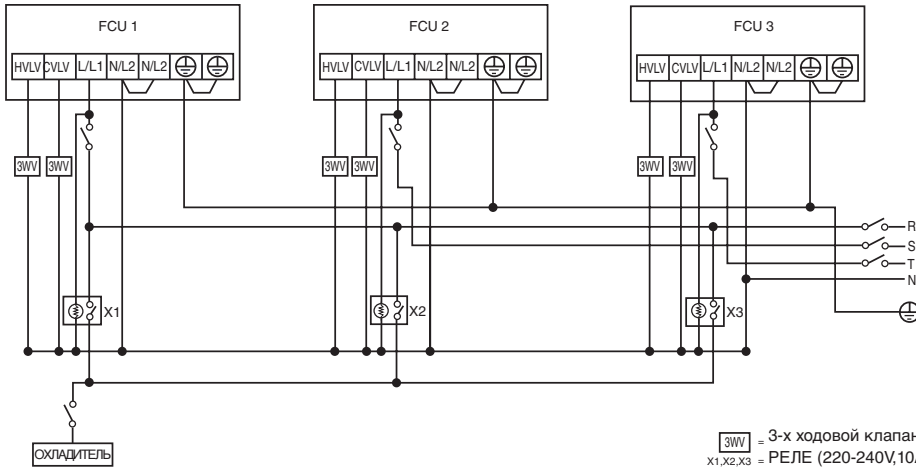 FCU 1
FCU 2
FCU 3
HVLV CVLV L/L1 N/L2 N/L2
HVLV CVLV L/L1 N/L2 N/L2
HVLV CVLV L/L1 N/L2 N/L2
3WV 3WV
3WV 3WV
3WV 3WV
R
S
T
N
X1
X2
X3
ОХЛАДИТЕЛЬ
3WV = 3-х ходовой клапан
X1,X2,X3 = РЕЛЕ (220-240V,10A